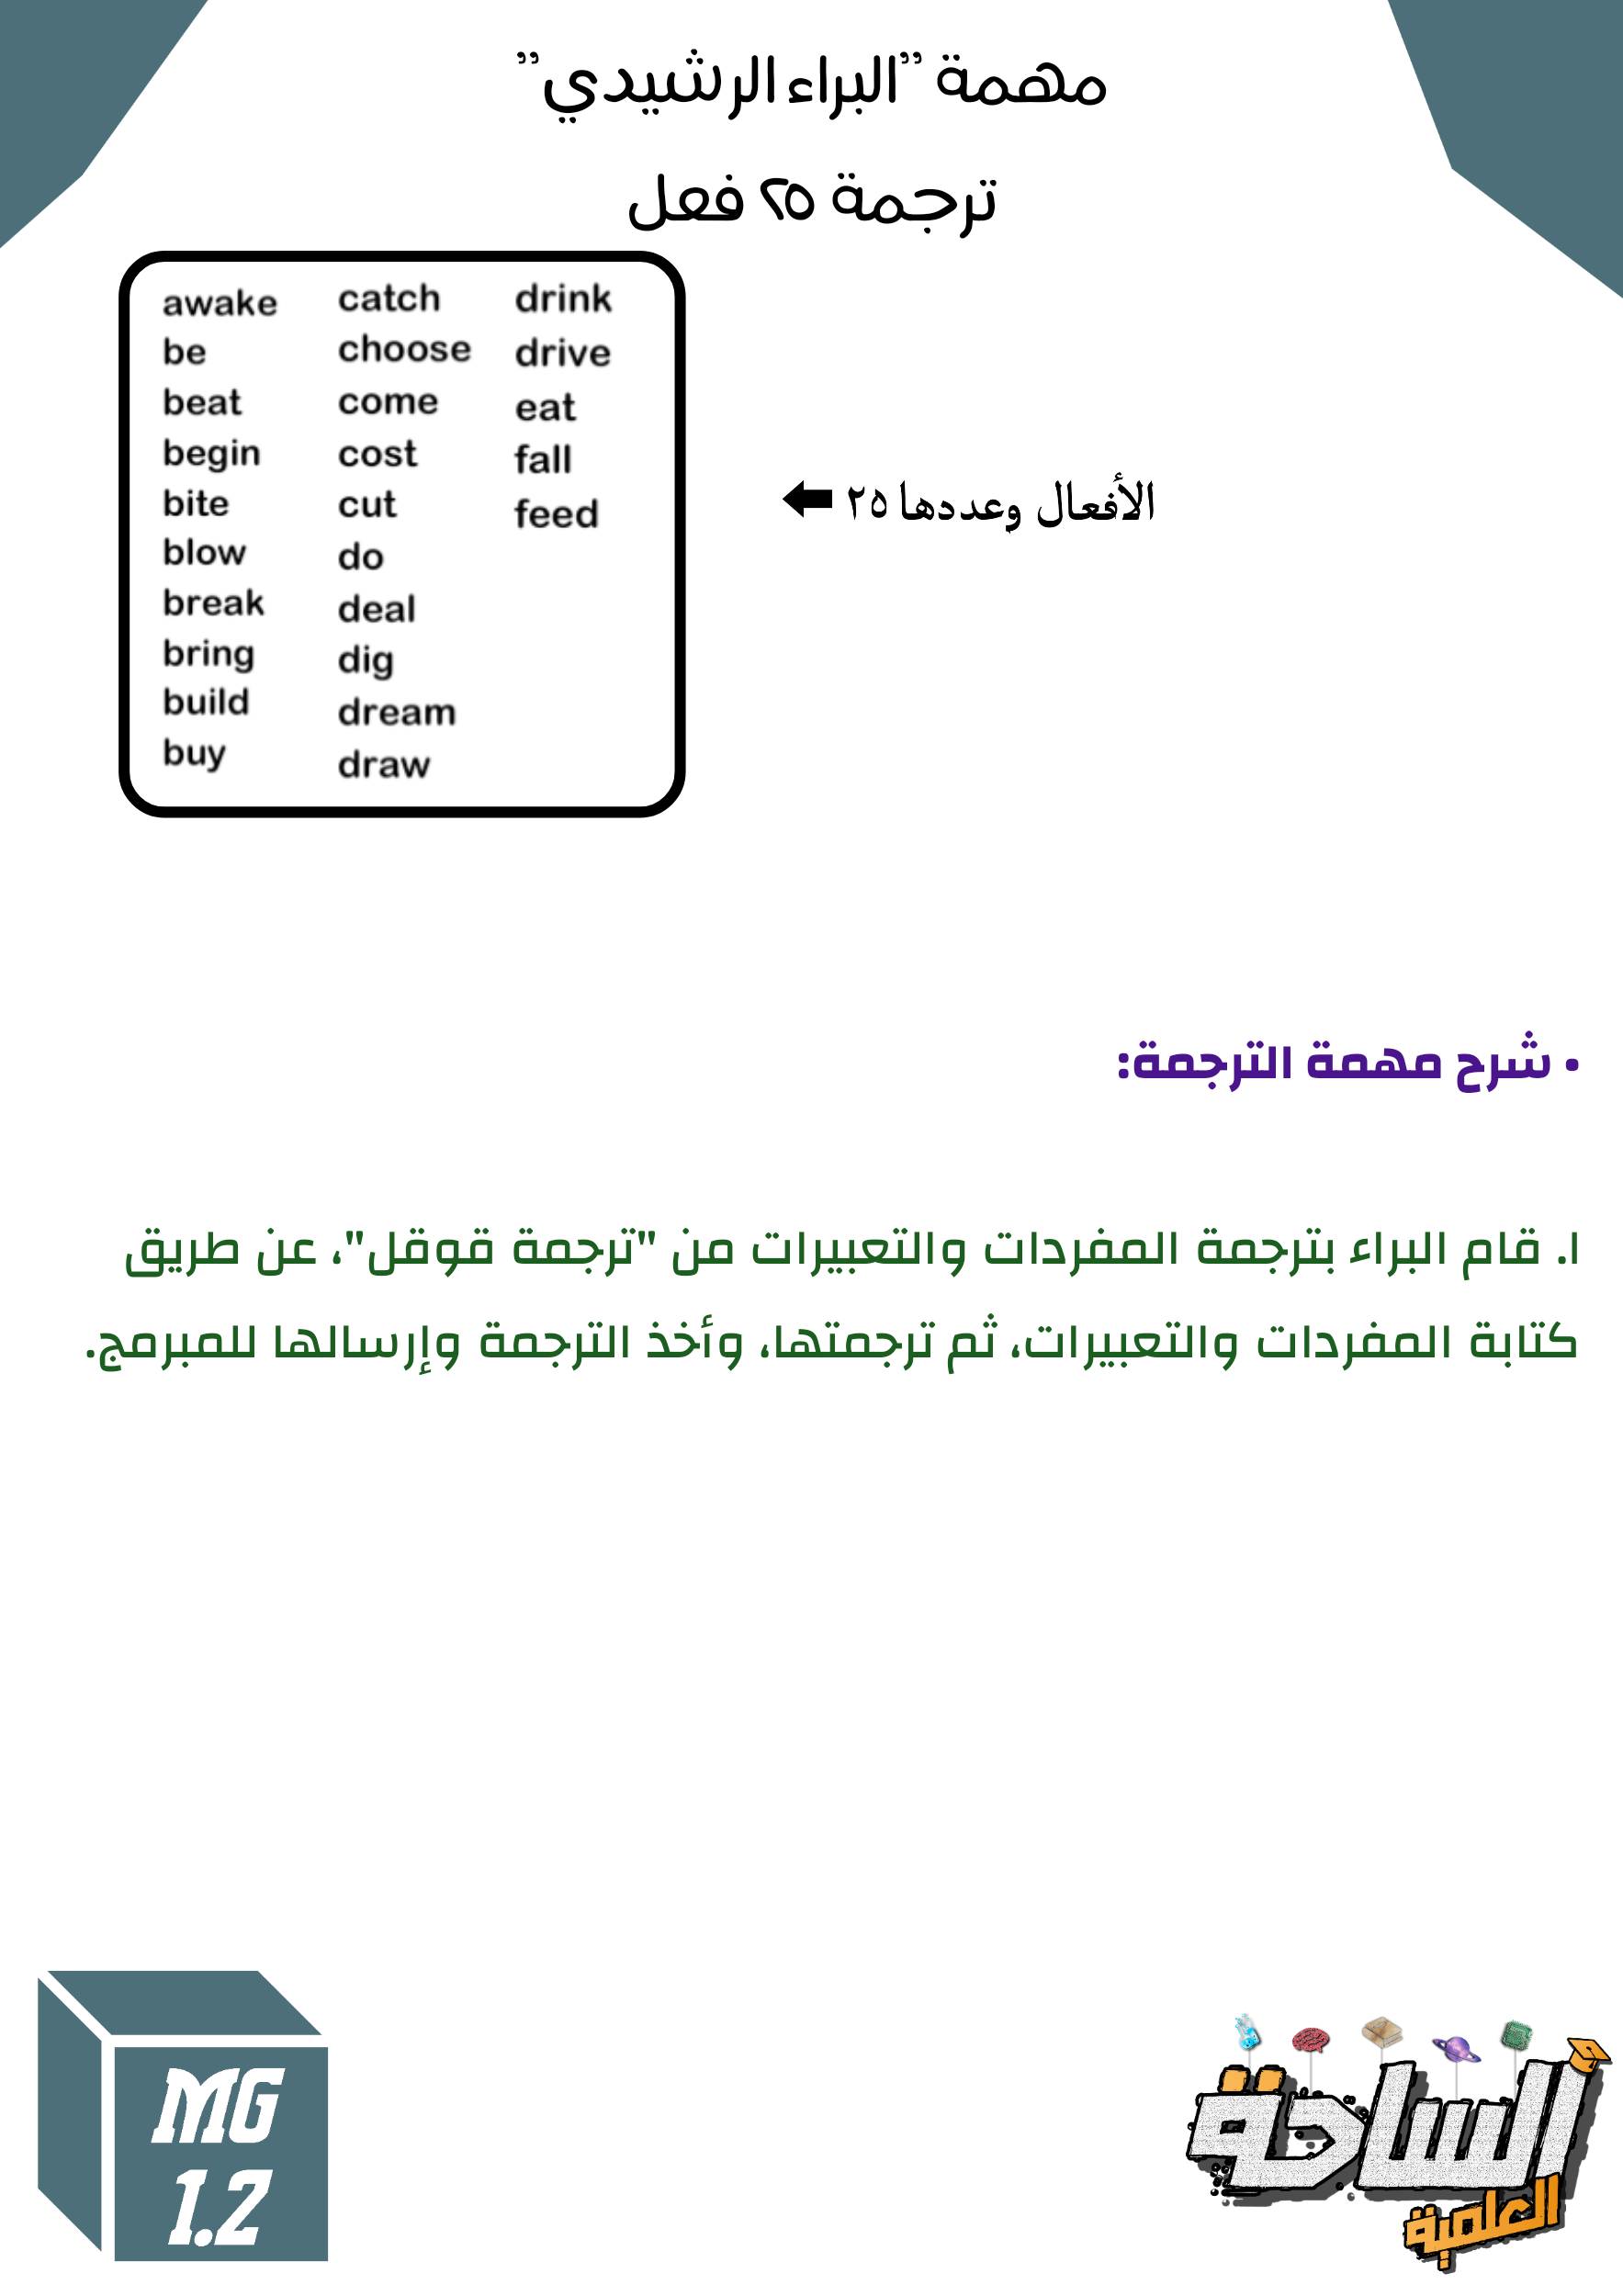 مهمة ”البراء الرشيدي”
ترجمة ٢٥ فعل
awake
be
beat
begin
bite
blow
break
bring
build
buy
catch
choose
come
cost
cut
do
deal
dig
dream
draw
drink
drive
eat
fall
feed
الأفعال وعددها ٢٥
• شرح مهمة الترجمة:
١. قام البراء بترجمة المفردات والتعبيرات من "ترجمة قوقل"، عن طريق
كتابة المفردات والتعبيرات، ثم ترجمتها، وأخذ الترجمة وإرسالها للمبرمج.
MG
1.2
الساحة
العلمية